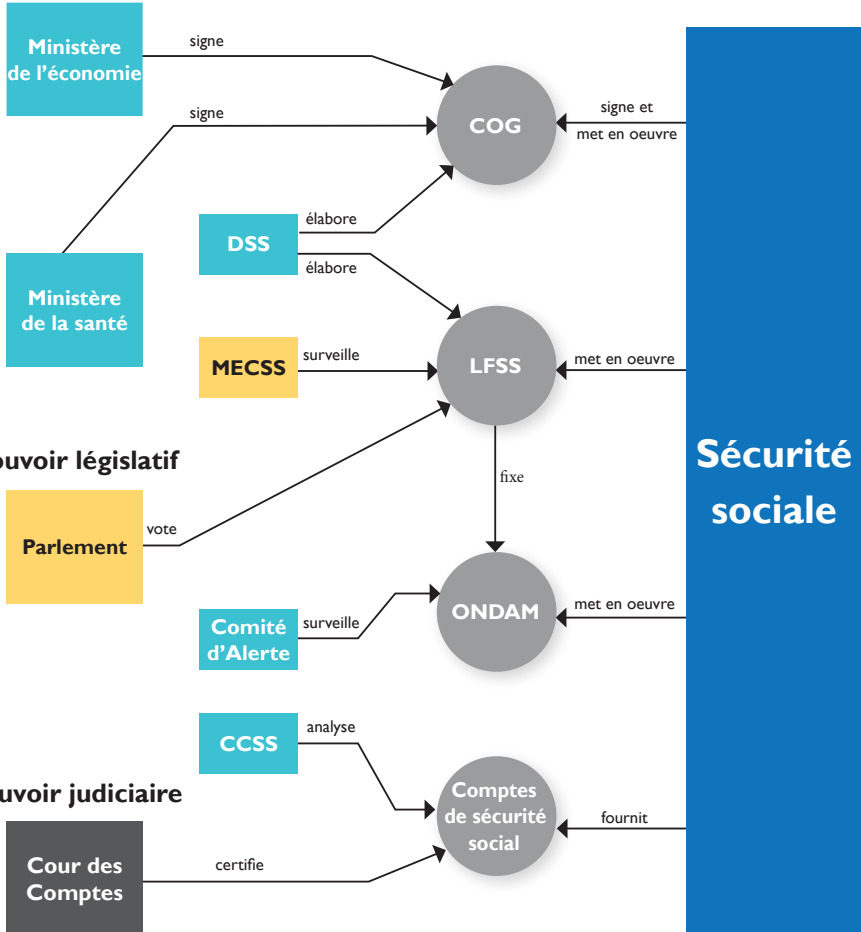 Ministère
de l'économie
signe
COG
signe et
met en oeuvre
signe
DSS
élabore
élabore
Ministère
de la santé
MECSS
surveille
LFSS
met en oeuvre
Sécurité
sociale
ouvoir législatif
fixe
Parlement
vote
Comité
d'Alerte
surveille
ONDAM
met en oeuvre
CCSS
analyse
uvoir judiciaire
Comptes
de sécurité
social
fournit
Cour des
Comptes
certifie